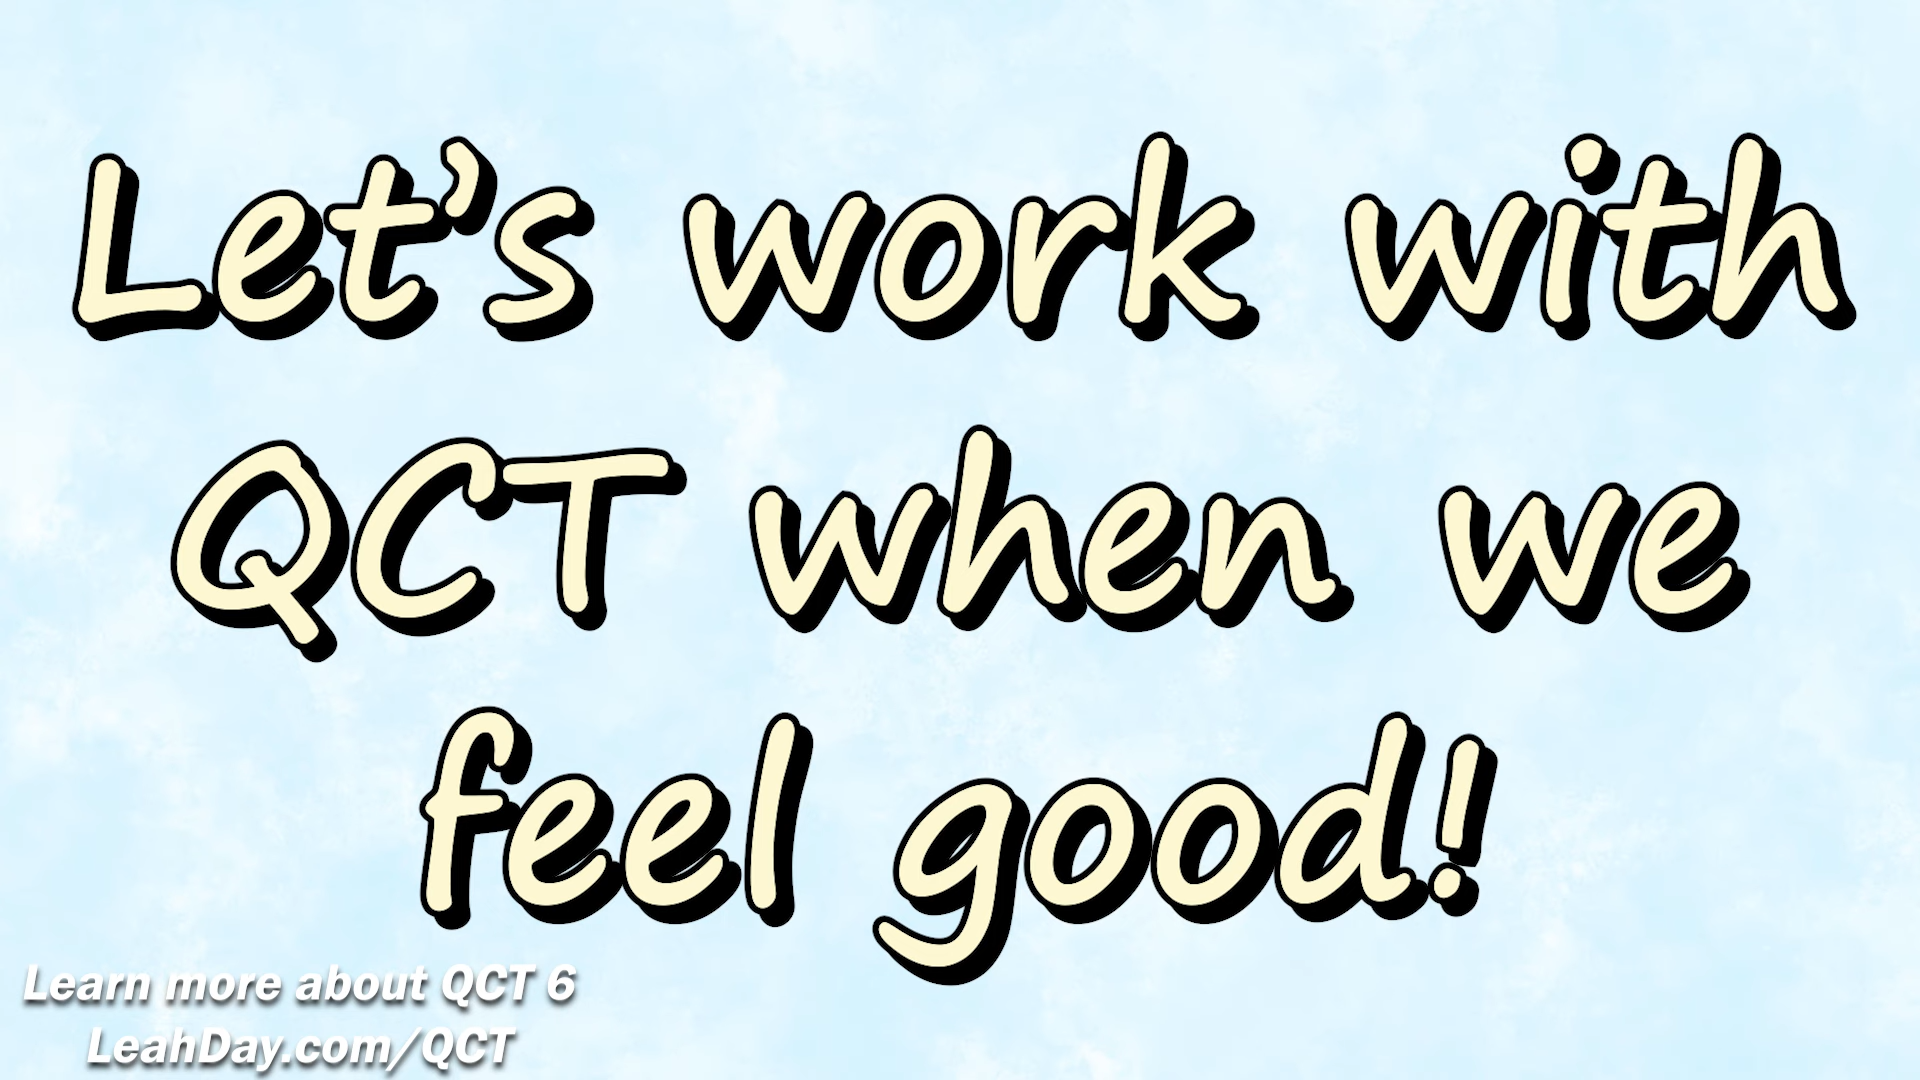 Let's work with
QCT when we
feel good!
Learn more about QCT 6
LeahDay.com/QCT